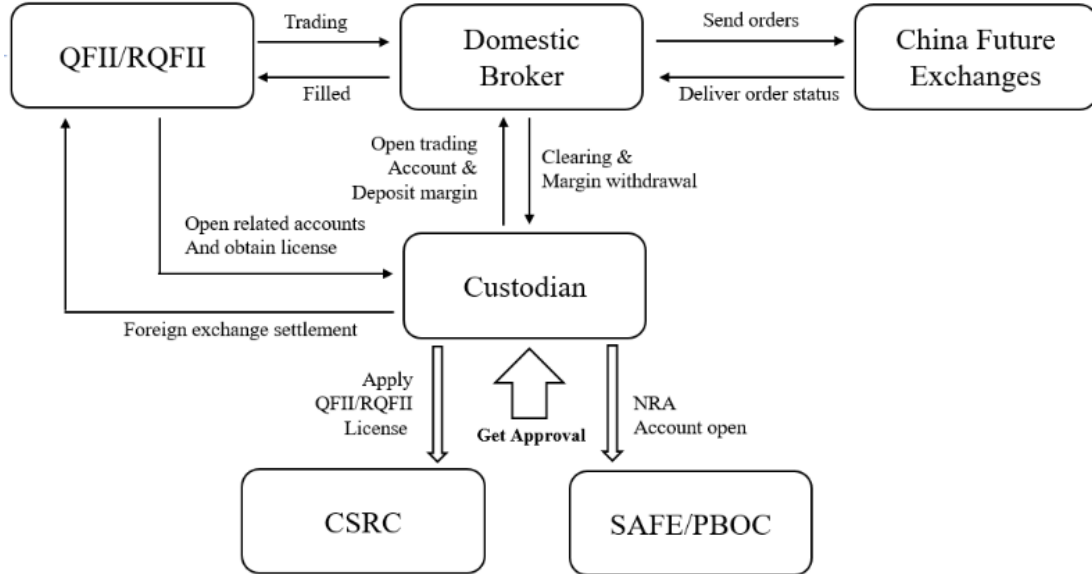 QFII/RQFII
Trading
Filled
Domestic
Broker
Send orders
Deliver order status
China Future
Exchanges
Open trading
Account &
Deposit margin
Clearing &
Margin withdrawal
Open related accounts
And obtain license
Custodian
Foreign exchange settlement
Apply
QFII/RQFII
License
Get Approval
NRA
Account open
CSRC
SAFE/PBOC